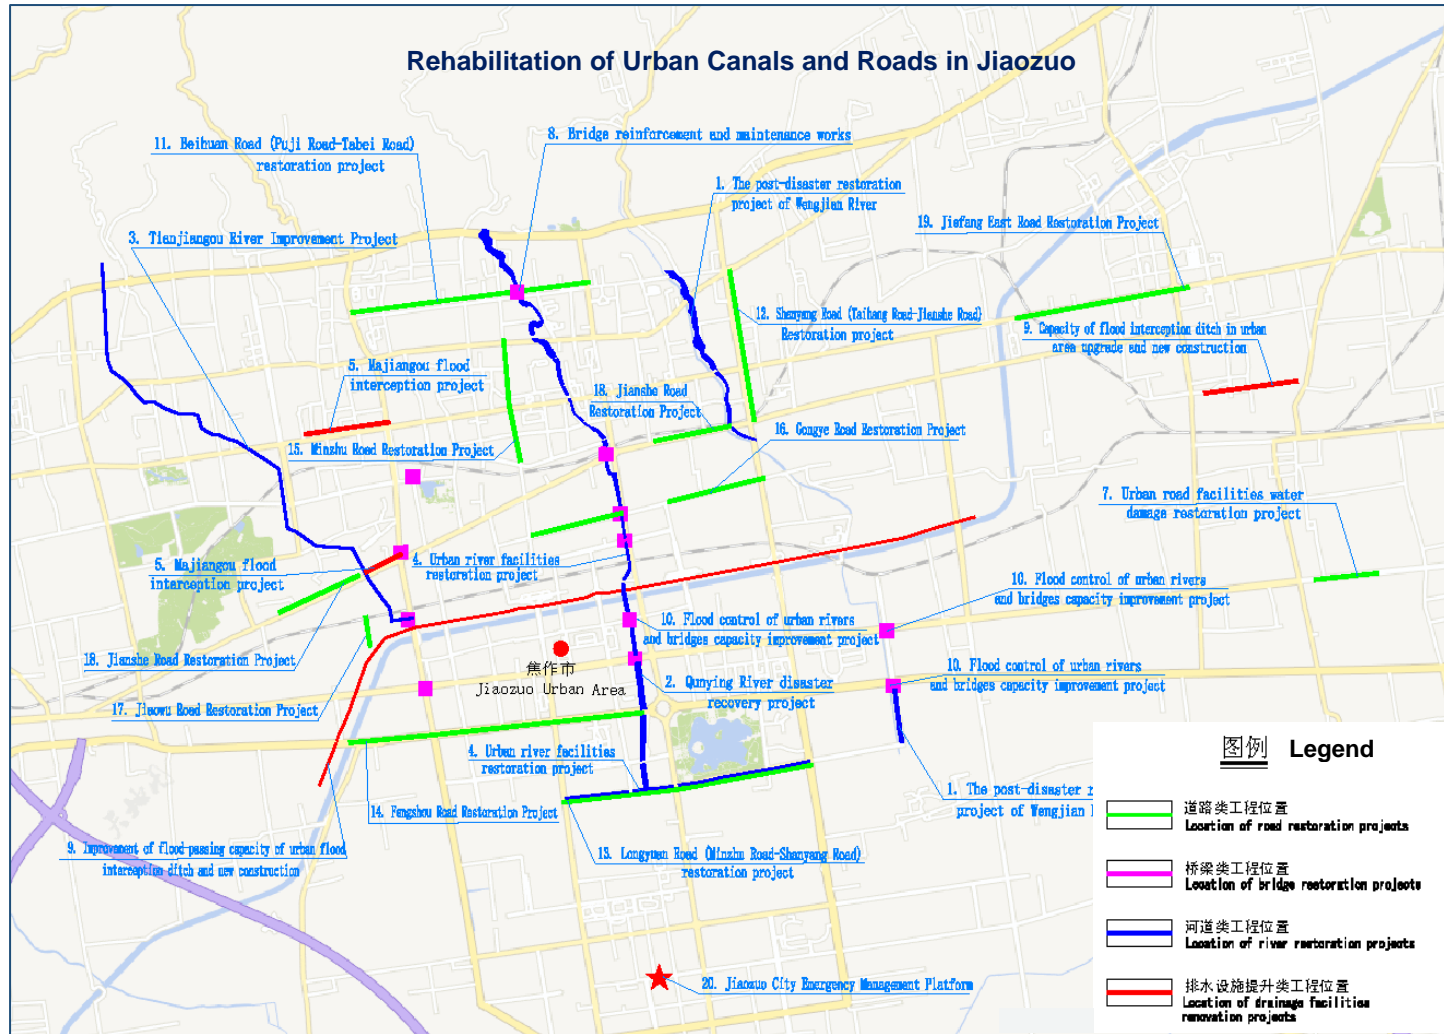 Rehabilitation of Urban Canals and Roads in Jiaozuo
11. Beihuan Road (Puji Road-Tabei Road)
restoration project
8. Bridge reinforcement and maintenance works
1. The post-disaster restoration
project of Wengjian River
3. Tianjiangou River Improvement Project
19. Jiefang East Road Restoration Project
12. Shanyang Road (Taihang Road-Jianshe Road)
Restoration project
9. Capacity of flood interception ditch in urban
area upgrade and new construction
5. Majiangou flood
interception project
18. Jianshe Road
Restoration Project
16. Gongye Road Restoration Project
15. Minzhu Road Restoration Project
7. Urban road facilities water
damage restoration project
5. Majiangou flood
interception project
4. Urban river facilities
restoration project
10. Flood control of urban rivers
and bridges capacity improvement project
10. Flood control of urban rivers
and bridges capacity improvement project
18. Jianshe Road Restoration Project
焦作市
Jiaozuo Urban Area
2. Qunying River disaster
recovery project
10. Flood control of urban rivers
and bridges capacity improvement project
17. Jiaowu Road Restoration Project
4. Urban river facilities
restoration project
1. The post-disaster r
project of Wengjian
14. Fengshou Road Restoration Project
9. Improvement of flood-passing capacity of urban flood
interception ditch and new construction
13. Longyuan Road (Minzhu Road-Shanyang Road)
restoration project
20. Jiaozuo City Emergency Management Platform
图例 Legend
道路类工程位置
Location of road restoration projects
桥梁类工程位置
Location of bridge restoration projects
河道类工程位置
Location of river restoration projects
排水设施提升类工程位置
Location of drainage facilities
renovation projects